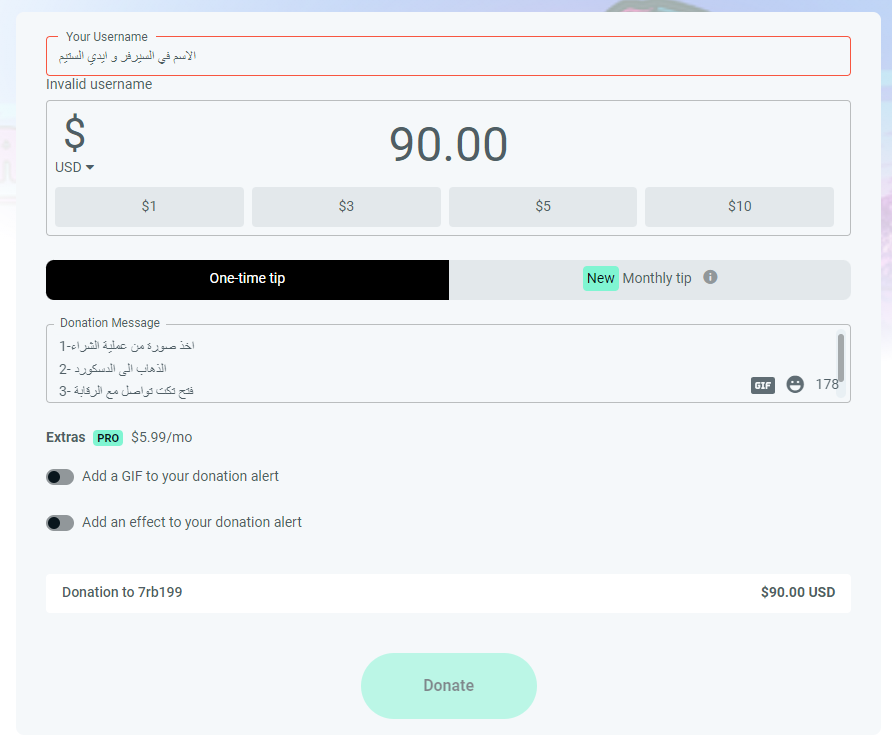 Your Username
الاسم في السيرفر و ايدي الستيم
Invalid username
$
90.00
USD
$1
$3
$5
$10
One-time tip
New Monthly tip
Donation Message
1-اخذ صورة من عملية الشراء
2- الذهاب الى الدسكورد
3- فتح تكت تواصل مع الرقابة
GIF
178
Extras PRO $5.99/mo
Add a GIF to your donation alert
Add an effect to your donation alert
Donation to 7rb199
$90.00 USD
Donate